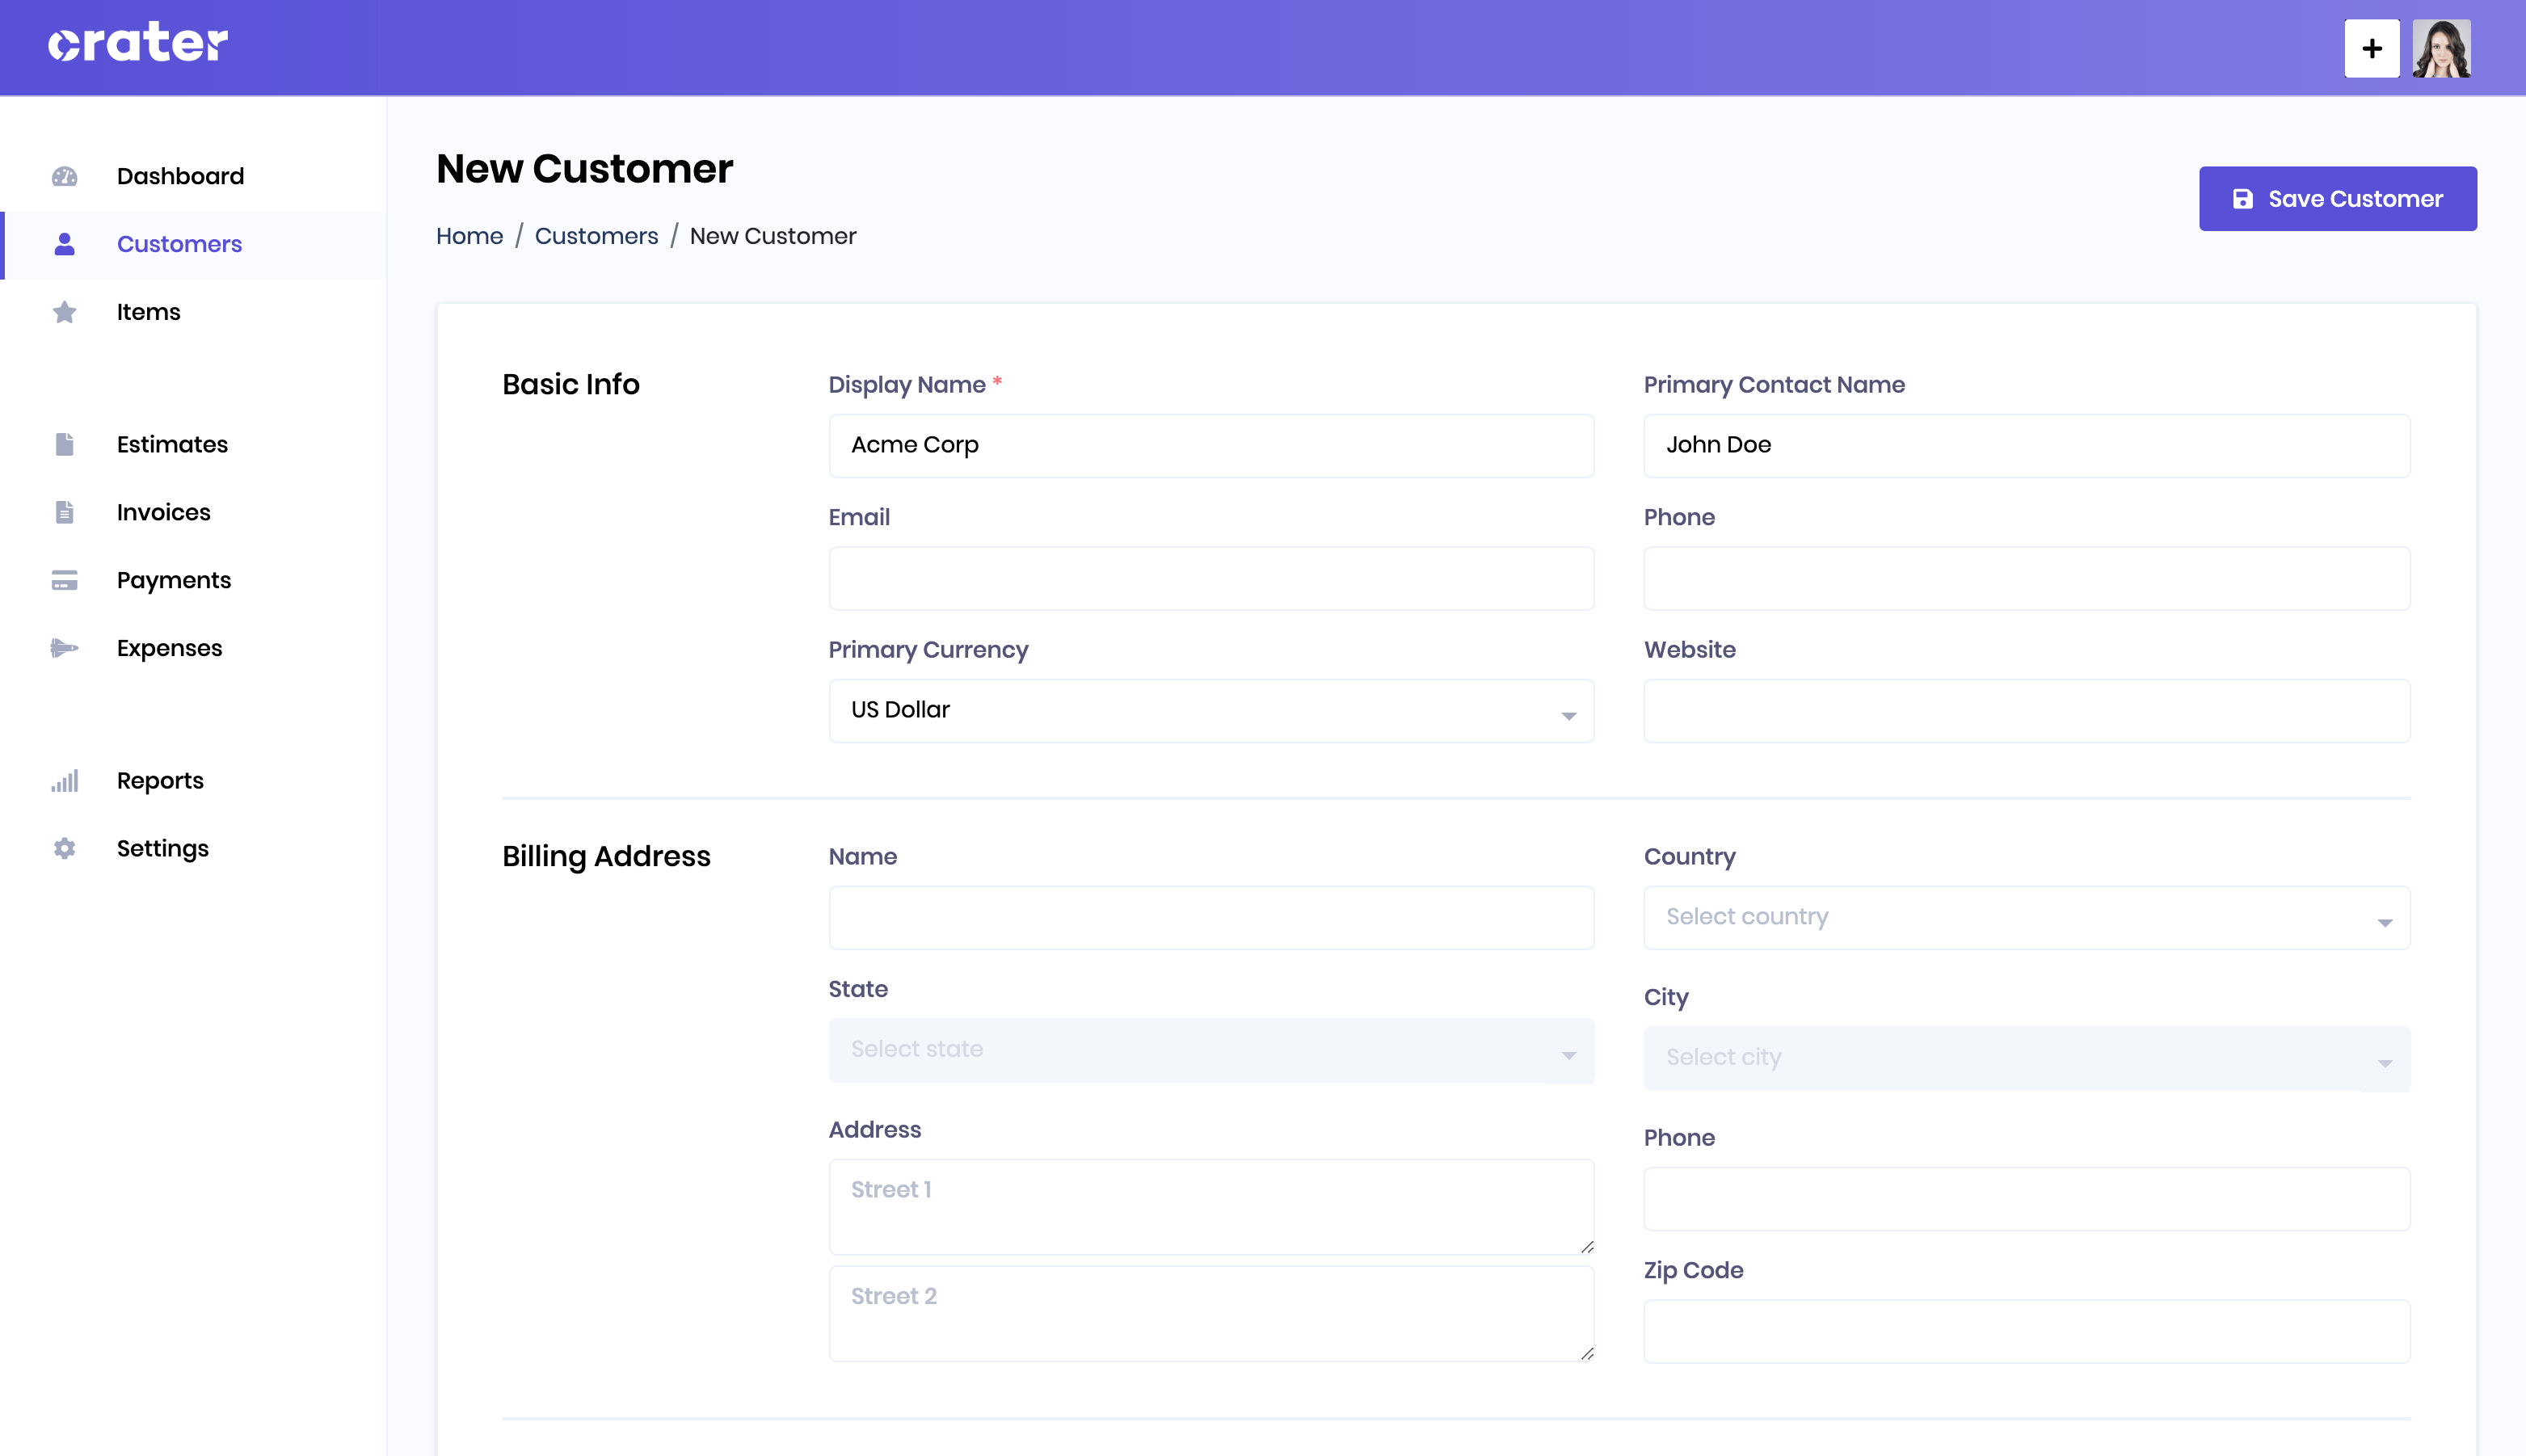 crater
Dashboard
Customers
Items
Estimates
Invoices
Payments
Expenses
Reports
Settings
New Customer
Home / Customers / New Customer
Save Customer
Basic Info
Display Name *
Acme Corp
Primary Contact Name
John Doe
Email
Phone
Primary Currency
US Dollar
Website
Billing Address
Name
Country
Select country
State
Select state
City
Select city
Address
Street 1
Street 2
Phone
Zip Code